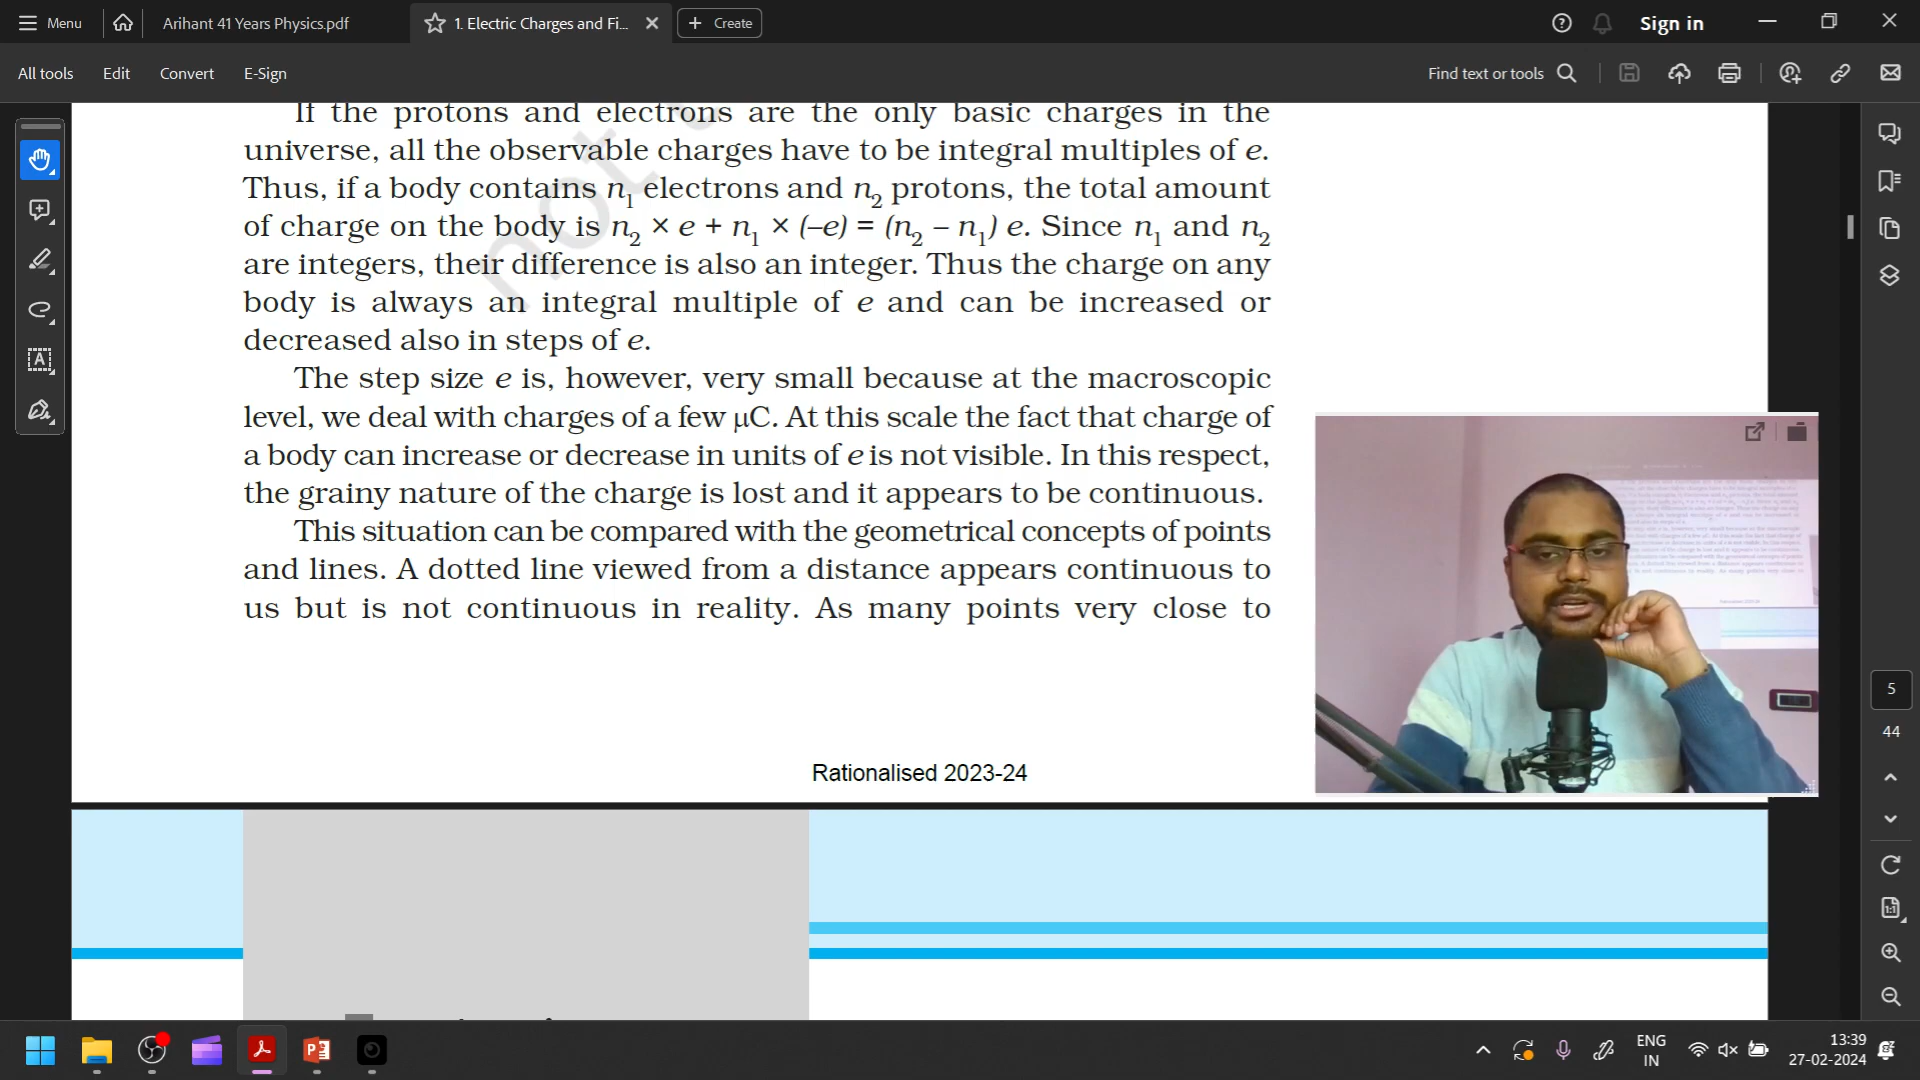 Menu
Arihant 41 Years Physics.pdf
1. Electric Charges and Fi...
Create
Sign in
All tools
Edit
Convert
E-Sign
Find text or tools
If the protons and electrons are the only basic charges in the
universe, all the observable charges have to be integral multiples of e.
Thus, if a body contains n1 electrons and n2 protons, the total amount
of charge on the body is n2 × e + n1 × (–e) = (n2 – n1) e. Since n1 and n2
are integers, their difference is also an integer. Thus the charge on any
body is always an integral multiple of e and can be increased or
decreased also in steps of e.
The step size e is, however, very small because at the macroscopic
level, we deal with charges of a few μC. At this scale the fact that charge of
a body can increase or decrease in units of e is not visible. In this respect,
the grainy nature of the charge is lost and it appears to be continuous.
This situation can be compared with the geometrical concepts of points
and lines. A dotted line viewed from a distance appears continuous to
us but is not continuous in reality. As many points very close to
not
Rationalised 2023-24
5
44
1:1
ENG
IN
13:39
27-02-2024